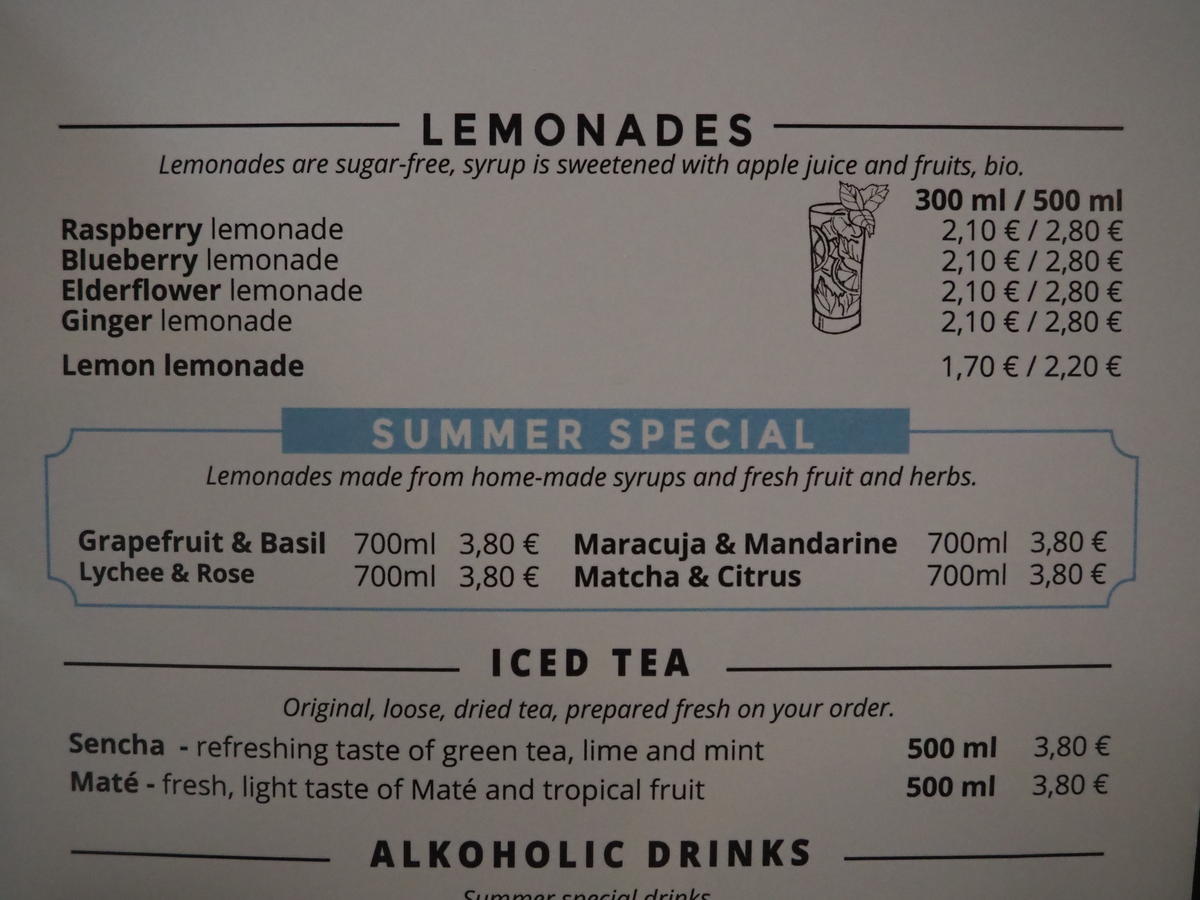 LEMONADES
Lemonades are sugar-free, syrup is sweetened with apple juice and fruits, bio.
300 ml / 500 ml
Raspberry lemonade 2,10 € / 2,80 €
Blueberry lemonade 2,10 € / 2,80 €
Elderflower lemonade 2,10 € / 2,80 €
Ginger lemonade 2,10 € / 2,80 €
Lemon lemonade 1,70 € / 2,20 €
SUMMER SPECIAL
Lemonades made from home-made syrups and fresh fruit and herbs.
Grapefruit & Basil 700ml 3,80 € Maracuja & Mandarine 700ml 3,80 €
Lychee & Rose 700ml 3,80 € Matcha & Citrus 700ml 3,80 €
ICED TEA
Original, loose, dried tea, prepared fresh on your order.
Sencha - refreshing taste of green tea, lime and mint 500 ml 3,80 €
Maté - fresh, light taste of Maté and tropical fruit 500 ml 3,80 €
ALKOHOLIC DRINKS
Summer special drinks